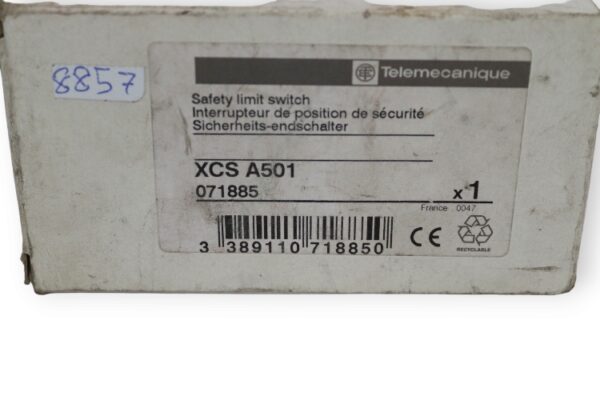 8857
Telemecanique
Safety limit switch
Interrupteur de position de sécurité
Sicherheits-endschalter
XCS A501
071885
x 1
France 0047
3 389110 718850
CE
RECYCLABLE